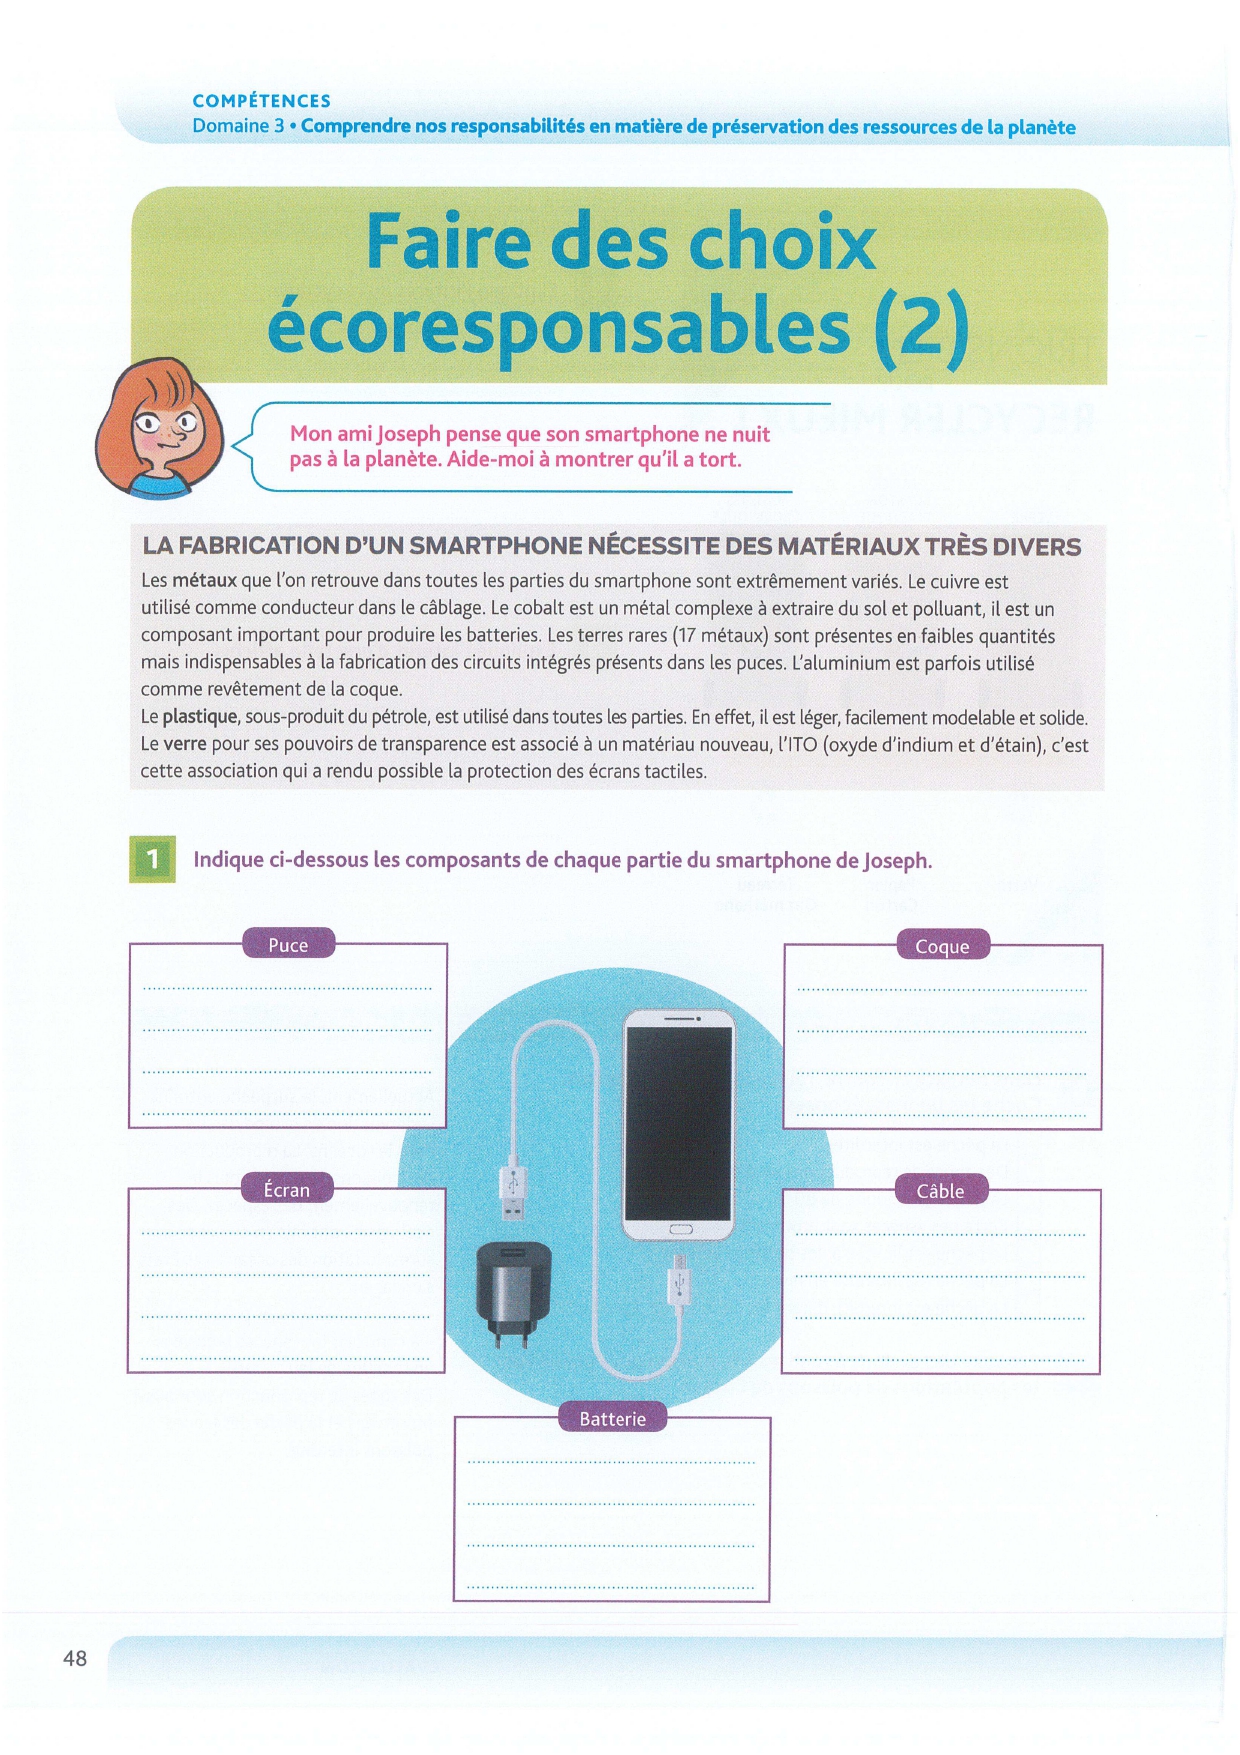 COMPÉTENCES
Domaine 3 • Comprendre nos responsabilités en matière de préservation des ressources de la planète
Faire des choix
écoresponsables (2)
Mon ami Joseph pense que son smartphone ne nuit
pas à la planète. Aide-moi à montrer qu'il a tort.
LA FABRICATION D'UN SMARTPHONE NÉCESSITE DES MATÉRIAUX TRÈS DIVERS
Les métaux que l'on retrouve dans toutes les parties du smartphone sont extrêmement variés. Le cuivre est
utilisé comme conducteur dans le câblage. Le cobalt est un métal complexe à extraire du sol et polluant, il est un
composant important pour produire les batteries. Les terres rares (17 métaux) sont présentes en faibles quantités
mais indispensables à la fabrication des circuits intégrés présents dans les puces. L'aluminium est parfois utilisé
comme revêtement de la coque.
Le plastique, sous-produit du pétrole, est utilisé dans toutes les parties. En effet, il est léger, facilement modelable et solide.
Le verre pour ses pouvoirs de transparence est associé à un matériau nouveau, l'ITO (oxyde d'indium et d'étain), c'est
cette association qui a rendu possible la protection des écrans tactiles.
1 Indique ci-dessous les composants de chaque partie du smartphone de Joseph.
Puce
Coque
Écran
Câble
Batterie
48